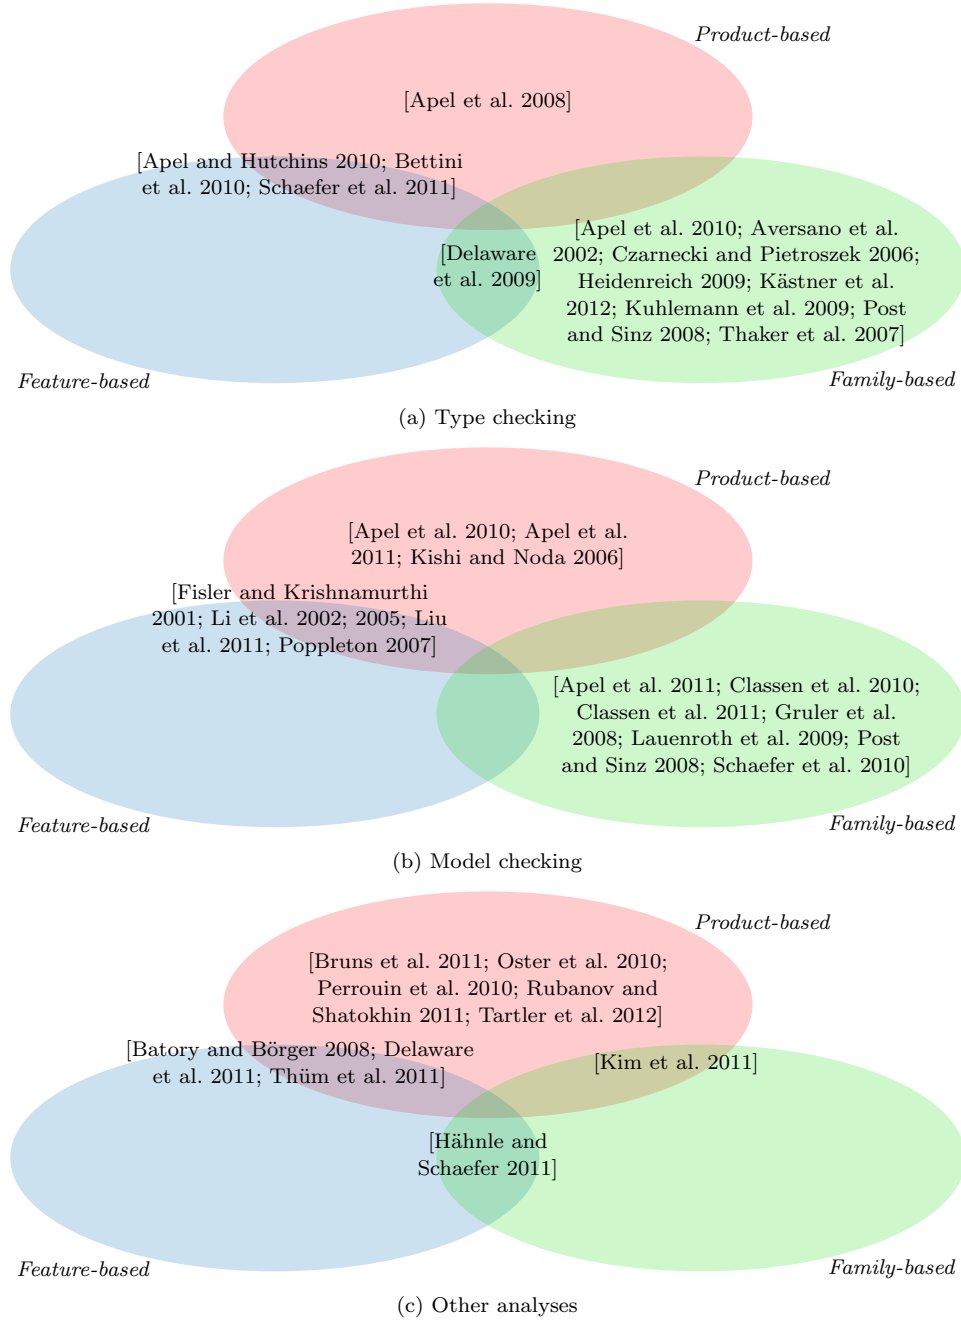 Product-based
[Apel et al. 2008]
[Apel and Hutchins 2010; Bettini
et al. 2010; Schaefer et al. 2011]
[Delaware
et al. 2009]
[Apel et al. 2010; Aversano et al.
2002; Czarnecki and Pietroszek 2006;
Heidenreich 2009; Kästner et al.
2012; Kuhlemann et al. 2009; Post
and Sinz 2008; Thaker et al. 2007]
Feature-based
Family-based
(a) Type checking
Product-based
[Apel et al. 2010; Apel et al.
2011; Kishi and Noda 2006]
[Fisler and Krishnamurthi
2001; Li et al. 2002; 2005; Liu
et al. 2011; Poppleton 2007]
[Apel et al. 2011; Classen et al. 2010;
Classen et al. 2011; Gruler et al.
2008; Lauenroth et al. 2009; Post
and Sinz 2008; Schaefer et al. 2010]
Feature-based
Family-based
(b) Model checking
Product-based
[Bruns et al. 2011; Oster et al. 2010;
Perrouin et al. 2010; Rubanov and
Shatokhin 2011; Tartler et al. 2012]
[Batory and Börger 2008; Delaware
et al. 2011; Thüm et al. 2011]
[Kim et al. 2011]
[Hähnle and
Schaefer 2011]
Feature-based
Family-based
(c) Other analyses